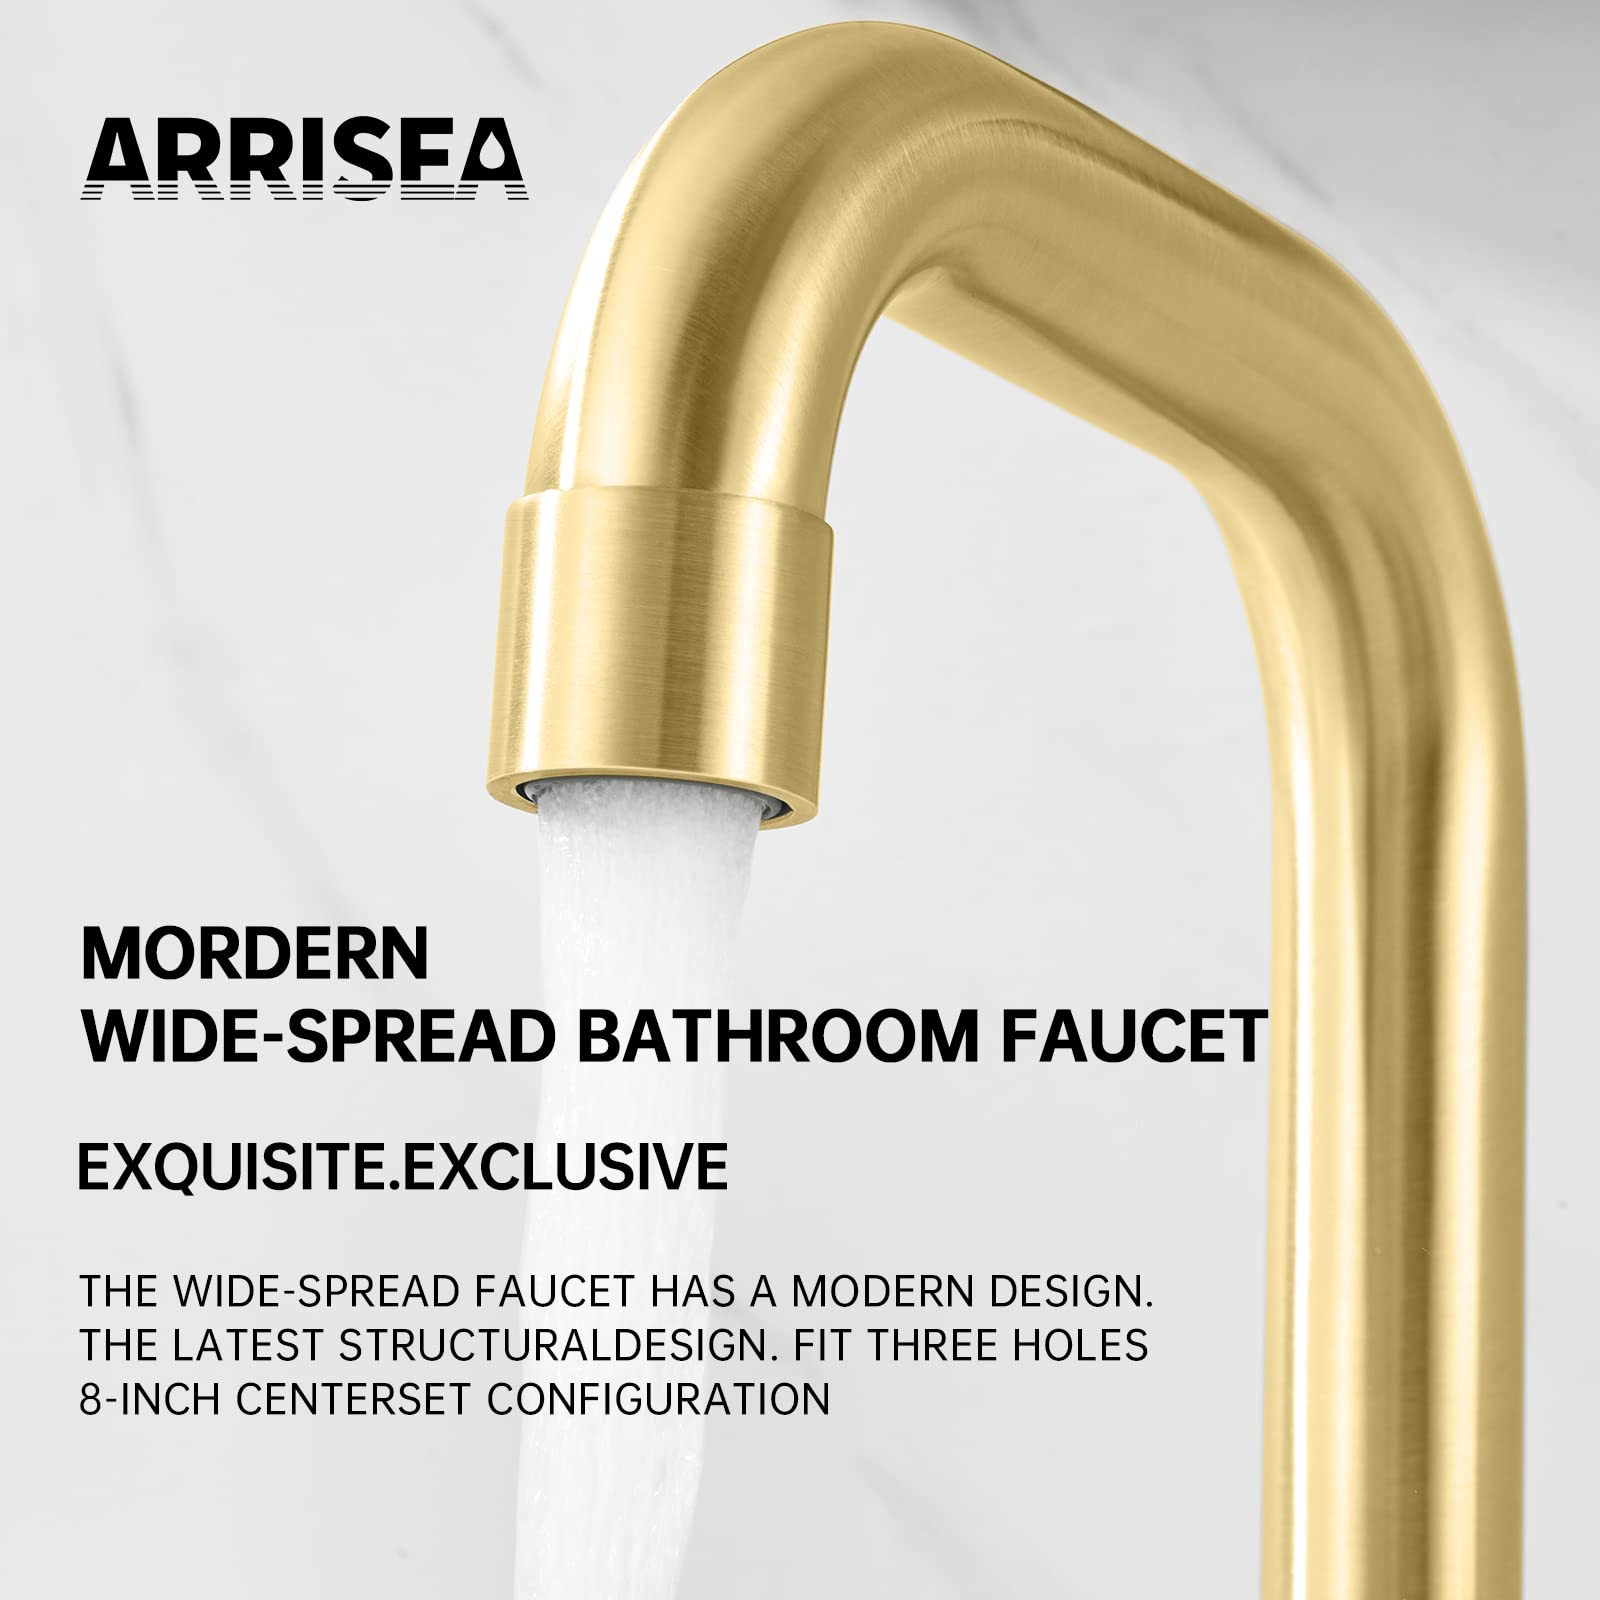 ARRISEA
MORDERN
WIDE-SPREAD BATHROOM FAUCET
EXQUISITE.EXCLUSIVE
THE WIDE-SPREAD FAUCET HAS A MODERN DESIGN.
THE LATEST STRUCTURALDESIGN. FIT THREE HOLES
8-INCH CENTERSET CONFIGURATION